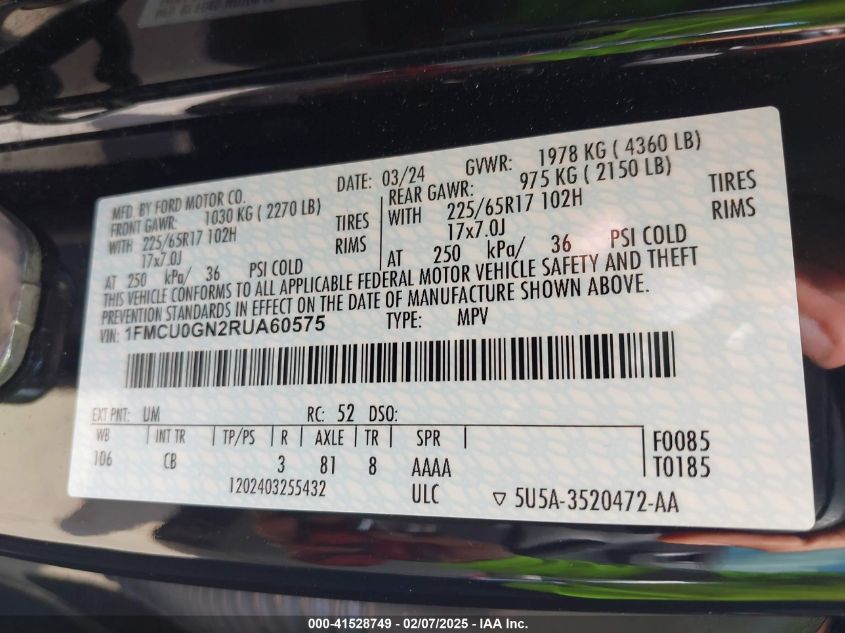 MFD. BY FORD MOTOR CO. DATE: 03/24 GVWR: 1978 KG ( 4360 LB)
FRONT GAWR: 1030 KG ( 2270 LB) REAR GAWR: 975 KG ( 2150 LB)
WITH 225/65R17 102H TIRES WITH 225/65R17 102H TIRES
17x7.0J RIMS 17x7.0J RIMS
AT 250 kPa/ 36 PSI COLD AT 250 kPa/ 36 PSI COLD
THIS VEHICLE CONFORMS TO ALL APPLICABLE FEDERAL MOTOR VEHICLE SAFETY AND THEFT
PREVENTION STANDARDS IN EFFECT ON THE DATE OF MANUFACTURE SHOWN ABOVE.
VIN: 1FMCU0GN2RUA60575 TYPE: MPV
EXT PNT: UM RC: 52 DSO:
WB INT TR TP/PS R AXLE TR SPR F0085
106 CB 3 81 8 AAAA T0185
1202403255432 ULC ▽ 5U5A-3520472-AA
000-41528749 - 02/07/2025 - IAA Inc.